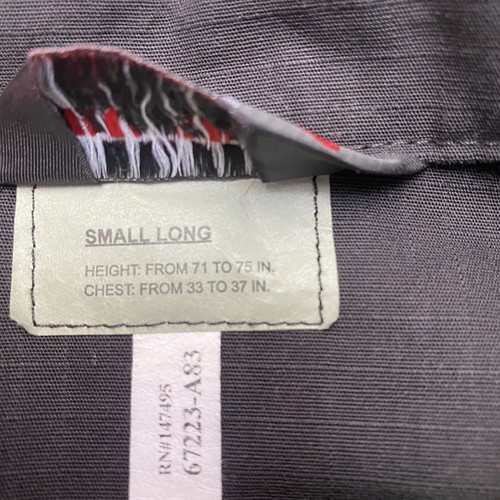 SMALL LONG
HEIGHT: FROM 71 TO 75 IN.
CHEST: FROM 33 TO 37 IN.
RN#147495
67223-A83